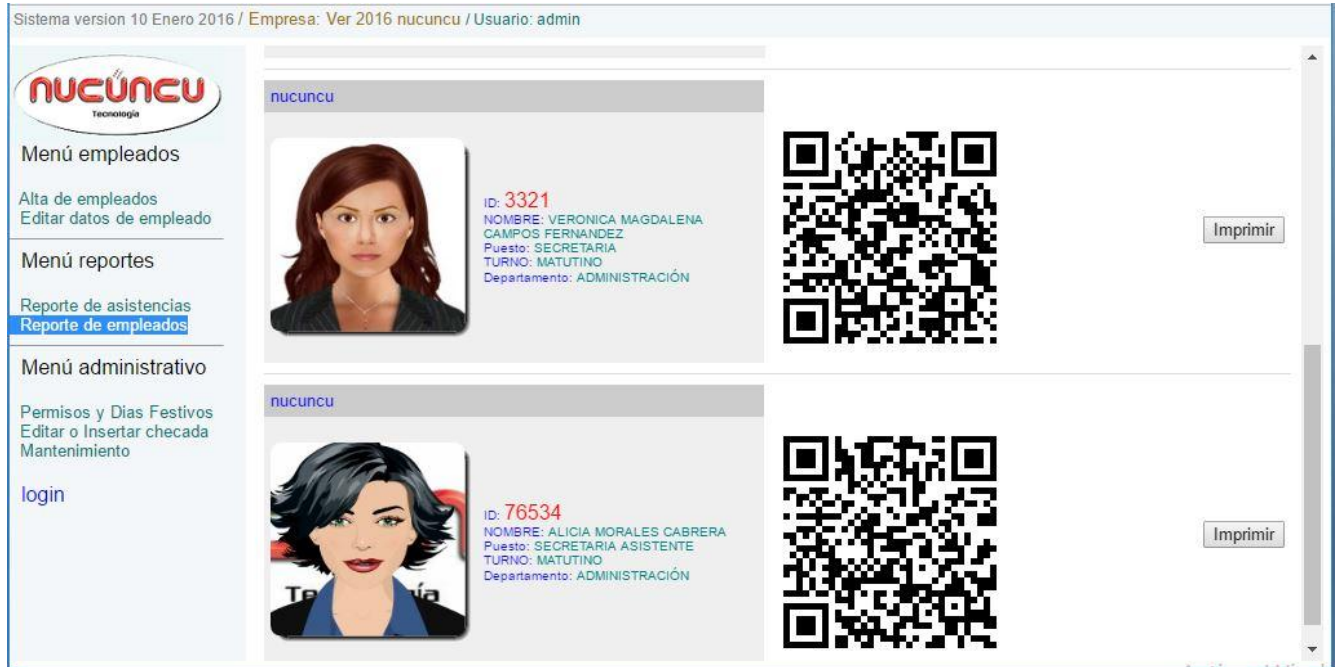 Sistema version 10 Enero 2016 / Empresa: Ver 2016 nucuncu / Usuario: admin
nucúncu
Tecnología
Menú empleados
Alta de empleados
Editar datos de empleado
Menú reportes
Reporte de asistencias
Reporte de empleados
Menú administrativo
Permisos y Dias Festivos
Editar o Insertar checada
Mantenimiento
login
nucuncu
ID: 3321
NOMBRE: VERONICA MAGDALENA
CAMPOS FERNANDEZ
Puesto: SECRETARIA
TURNO: MATUTINO
Departamento: ADMINISTRACIÓN
Imprimir
nucuncu
ID: 76534
NOMBRE: ALICIA MORALES CABRERA
Puesto: SECRETARIA ASISTENTE
TURNO: MATUTINO
Departamento: ADMINISTRACIÓN
Imprimir